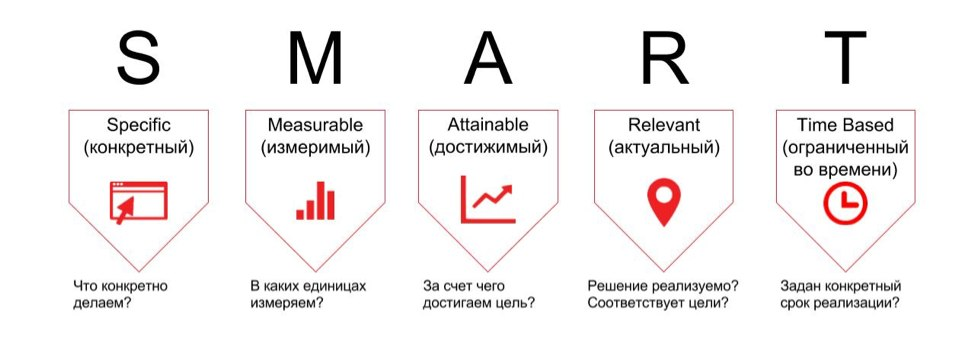 S M A R T
Specific
(конкретный)
Measurable
(измеримый)
Attainable
(достижимый)
Relevant
(актуальный)
Time Based
(ограниченный
во времени)
Что конкретно
делаем?
В каких единицах
измеряем?
За счет чего
достигаем цель?
Решение реализуемо?
Соответствует цели?
Задан конкретный
срок реализации?